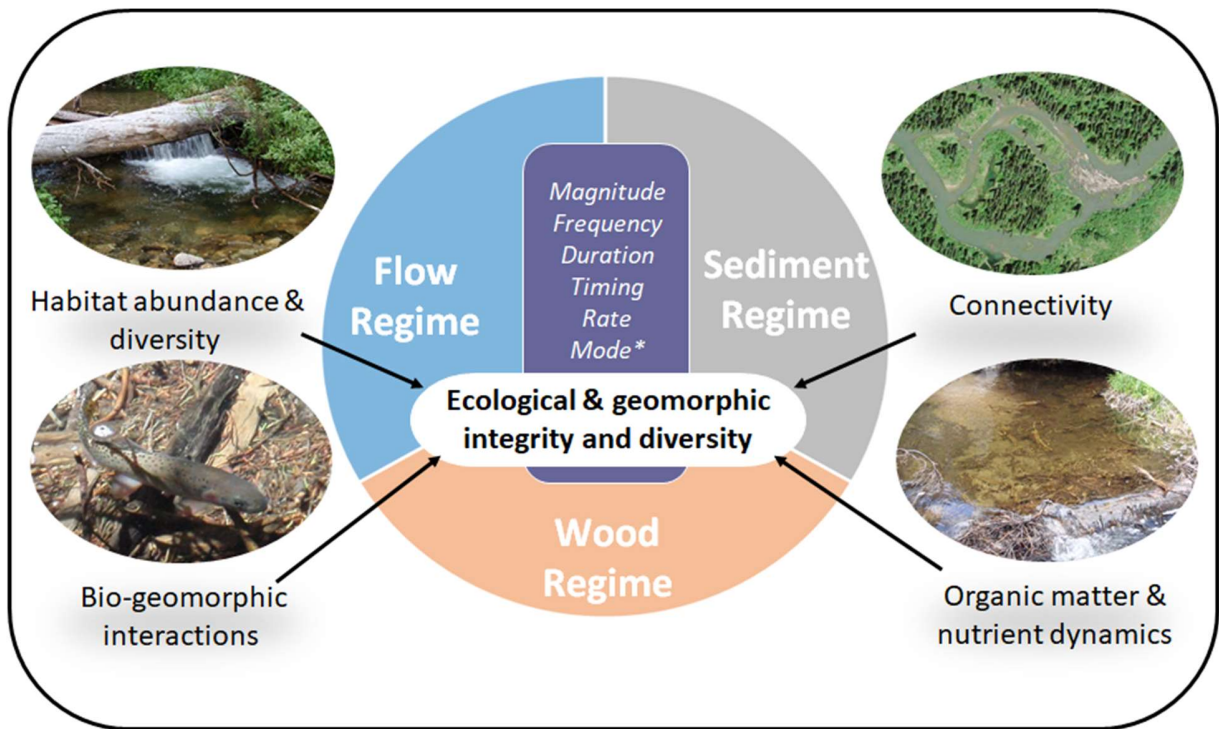 Habitat abundance &
diversity
Bio-geomorphic
interactions
Flow
Regime
Magnitude
Frequency
Duration
Timing
Rate
Mode*
Sediment
Regime
Ecological & geomorphic
integrity and diversity
Wood
Regime
Connectivity
Organic matter &
nutrient dynamics